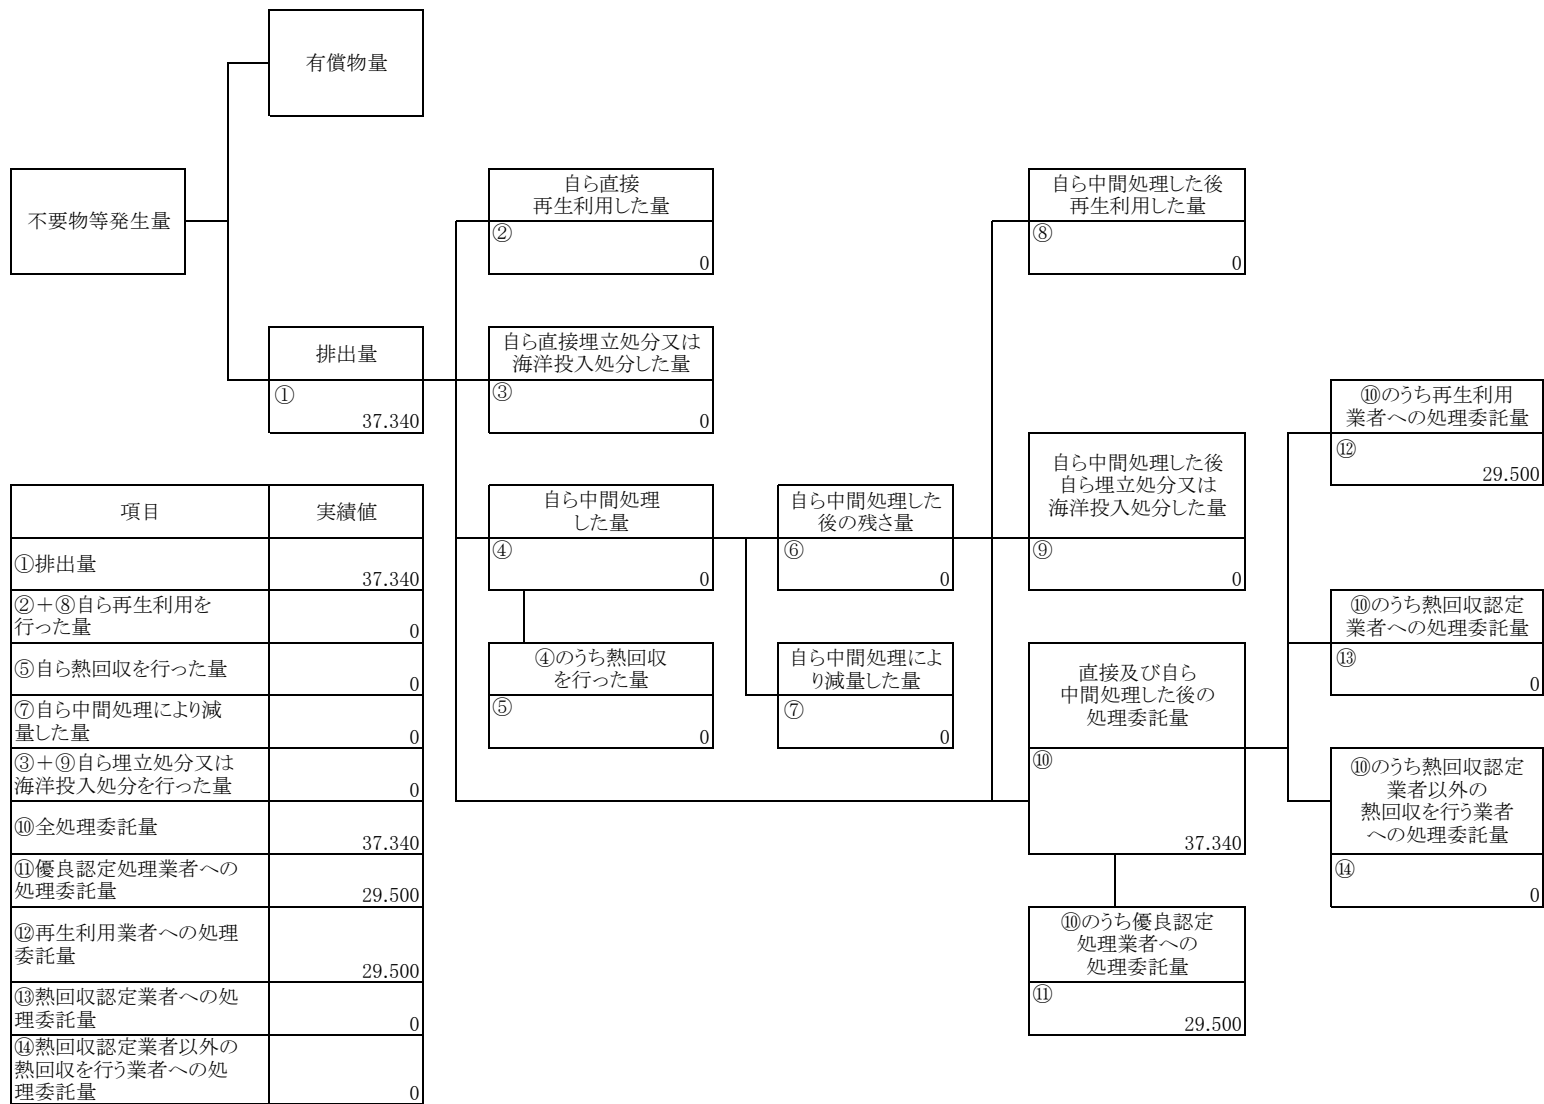 有償物量
不要物等発生量
自ら直接
再生利用した量
②
0
自ら中間処理した後
再生利用した量
⑧
0
排出量
①
37.340
自ら直接埋立処分又は
海洋投入処分した量
③
0
自ら中間処理
した量
④
0
自ら中間処理した
後の残さ量
⑥
0
自ら中間処理した後
自ら埋立処分又は
海洋投入処分した量
⑨
0
⑩のうち再生利用
業者への処理委託量
⑫
29.500
④のうち熱回収
を行った量
⑤
0
自ら中間処理によ
り減量した量
⑦
0
直接及び自ら
中間処理した後の
処理委託量
⑩
37.340
⑩のうち熱回収認定
業者への処理委託量
⑬
0
⑩のうち熱回収認定
業者以外の
熱回収を行う業者
への処理委託量
⑭
0
⑩のうち優良認定
処理業者への
処理委託量
⑪
29.500
項目 実績値
①排出量
37.340
②＋⑧自ら再生利用を
行った量 0
⑤自ら熱回収を行った量
0
⑦自ら中間処理により減
量した量 0
③＋⑨自ら埋立処分又は
海洋投入処分を行った量 0
⑩全処理委託量
37.340
⑪優良認定処理業者への
処理委託量 29.500
⑫再生利用業者への処理
委託量
29.500
⑬熱回収認定業者への処
理委託量 0
⑭熱回収認定業者以外の
熱回収を行う業者への処
理委託量 0